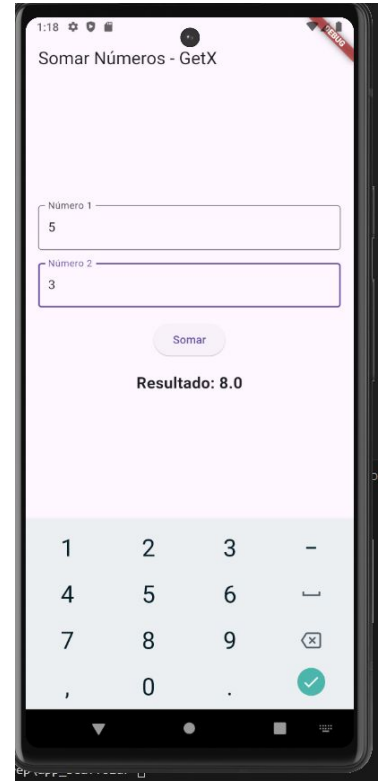 1:18
DEBUG
Somar Números - GetX
Número 1
5
Número 2
3
Somar
Resultado: 8.0
1 2 3 -
4 5 6
7 8 9
, 0 .